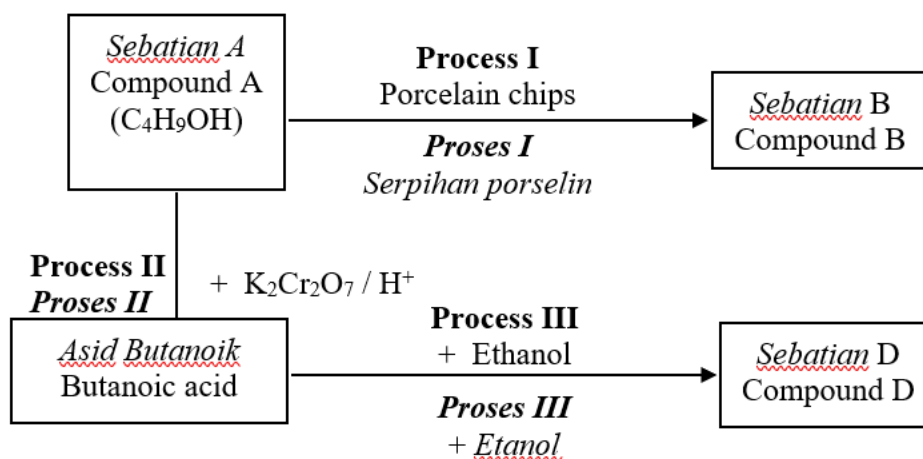 Sebatian A
Compound A
(C₄H₉OH)
Process I
Porcelain chips
Proses I
Serpihan porselin
Sebatian B
Compound B
Process II
Proses II
+ K₂Cr₂O₇ / H⁺
Asid Butanoik
Butanoic acid
Process III
+ Ethanol
Proses III
+ Etanol
Sebatian D
Compound D